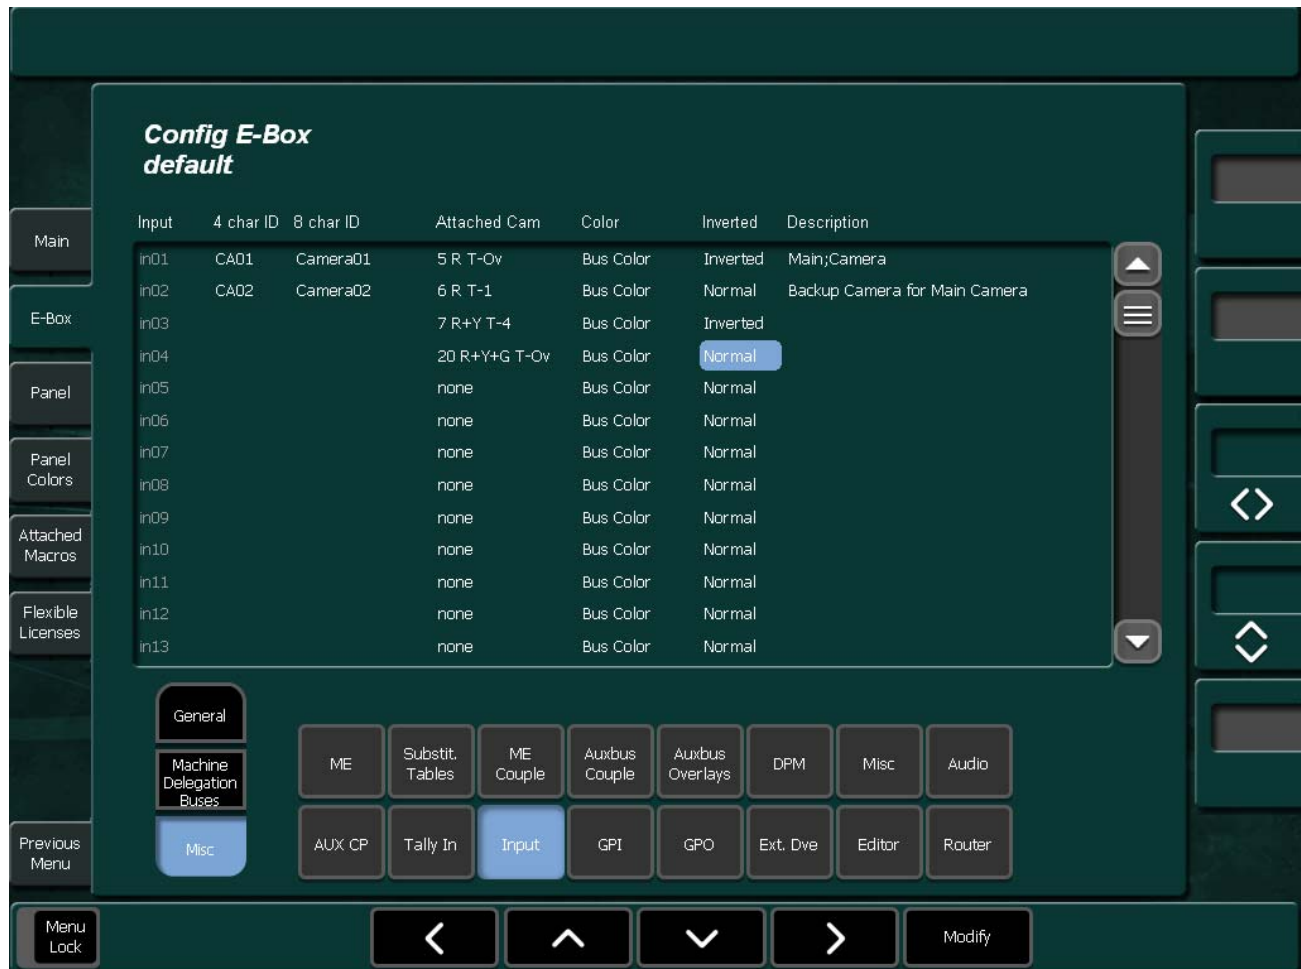 Config E-Box
default
Input 4 char ID 8 char ID Attached Cam Color Inverted Description
in01 CA01 Camera01 5 R T-Ov Bus Color Inverted Main;Camera
in02 CA02 Camera02 6 R T-1 Bus Color Normal Backup Camera for Main Camera
in03 7 R+Y T-4 Bus Color Inverted
in04 20 R+Y+G T-Ov Bus Color Normal
in05 none Bus Color Normal
in06 none Bus Color Normal
in07 none Bus Color Normal
in08 none Bus Color Normal
in09 none Bus Color Normal
in10 none Bus Color Normal
in11 none Bus Color Normal
in12 none Bus Color Normal
in13 none Bus Color Normal
Main
E-Box
Panel
Panel
Colors
Attached
Macros
Flexible
Licenses
Previous
Menu
General
Machine
Delegation
Buses
Misc
ME
Substit.
Tables
ME
Couple
Auxbus
Couple
Auxbus
Overlays
DPM
Misc
Audio
AUX CP
Tally In
Input
GPI
GPO
Ext. Dve
Editor
Router
Menu
Lock
Modify